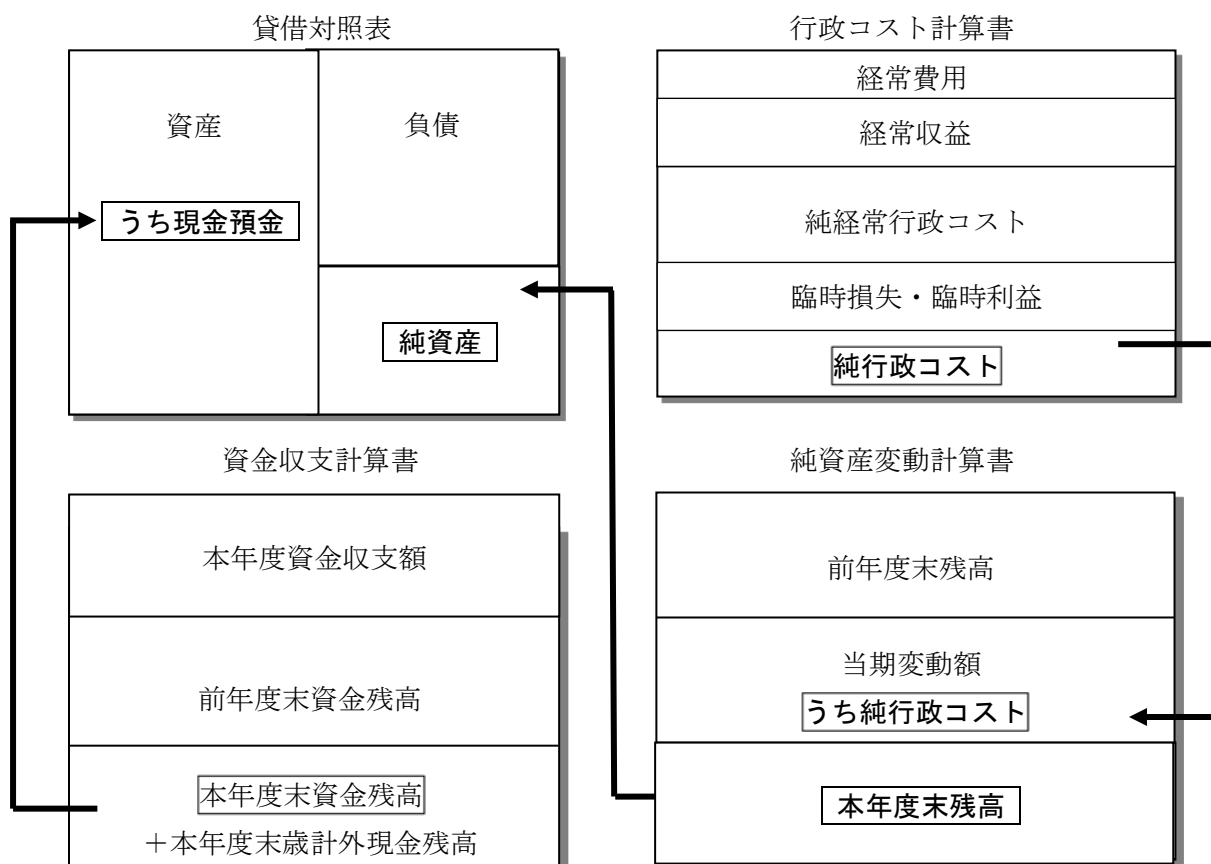 貸借対照表
資産
うち現金預金
負債
純資産
行政コスト計算書
経常費用
経常収益
純経常行政コスト
臨時損失・臨時利益
純行政コスト
資金収支計算書
本年度資金収支額
前年度末資金残高
本年度末資金残高
+本年度末歳計外現金残高
純資産変動計算書
前年度末残高
当期変動額
うち純行政コスト
本年度末残高